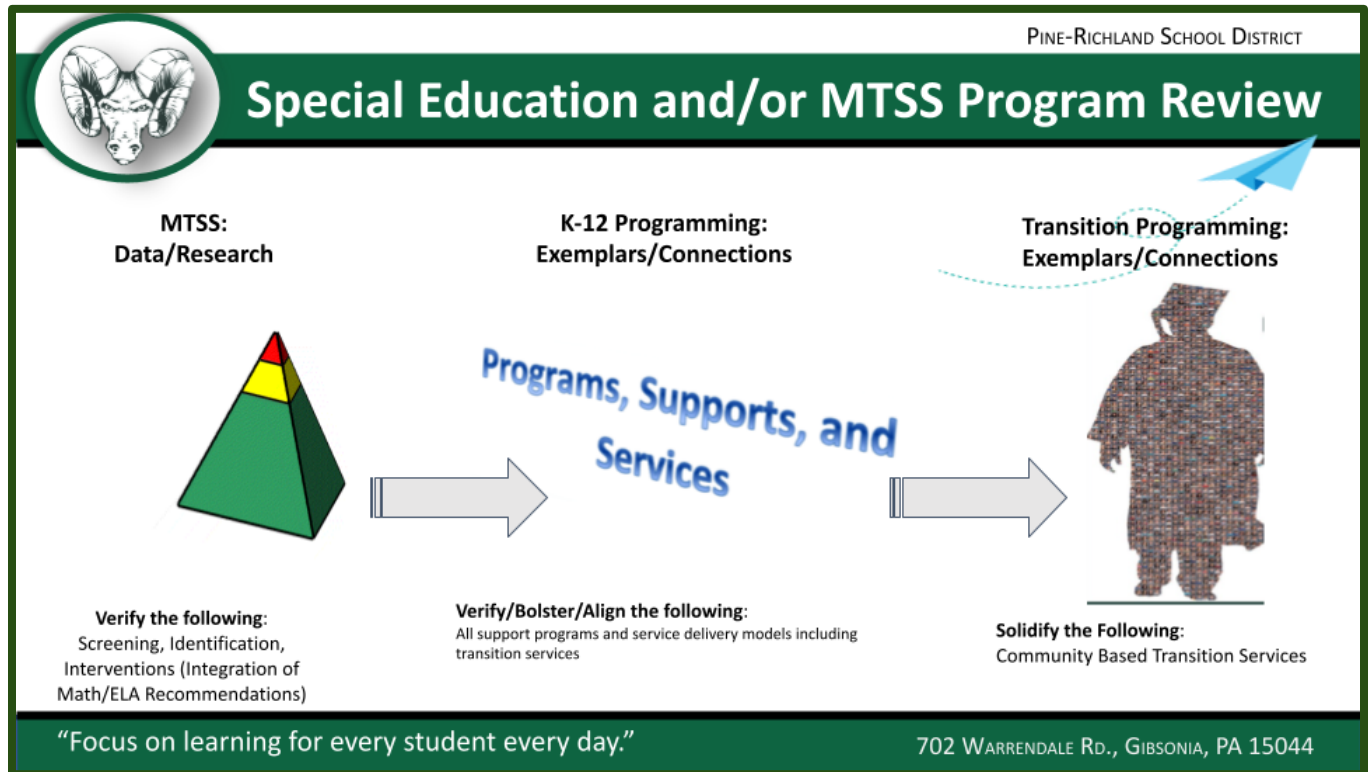 PINE-RICHLAND SCHOOL DISTRICT
Special Education and/or MTSS Program Review
MTSS:
Data/Research
K-12 Programming:
Exemplars/Connections
Transition Programming:
Exemplars/Connections
Programs, Supports, and
Services
Verify the following:
Screening, Identification,
Interventions (Integration of
Math/ELA Recommendations)
Verify/Bolster/Align the following:
All support programs and service delivery models including
transition services
Solidify the Following:
Community Based Transition Services
“Focus on learning for every student every day.”
702 WARRENDALE RD., GIBSONIA, PA 15044